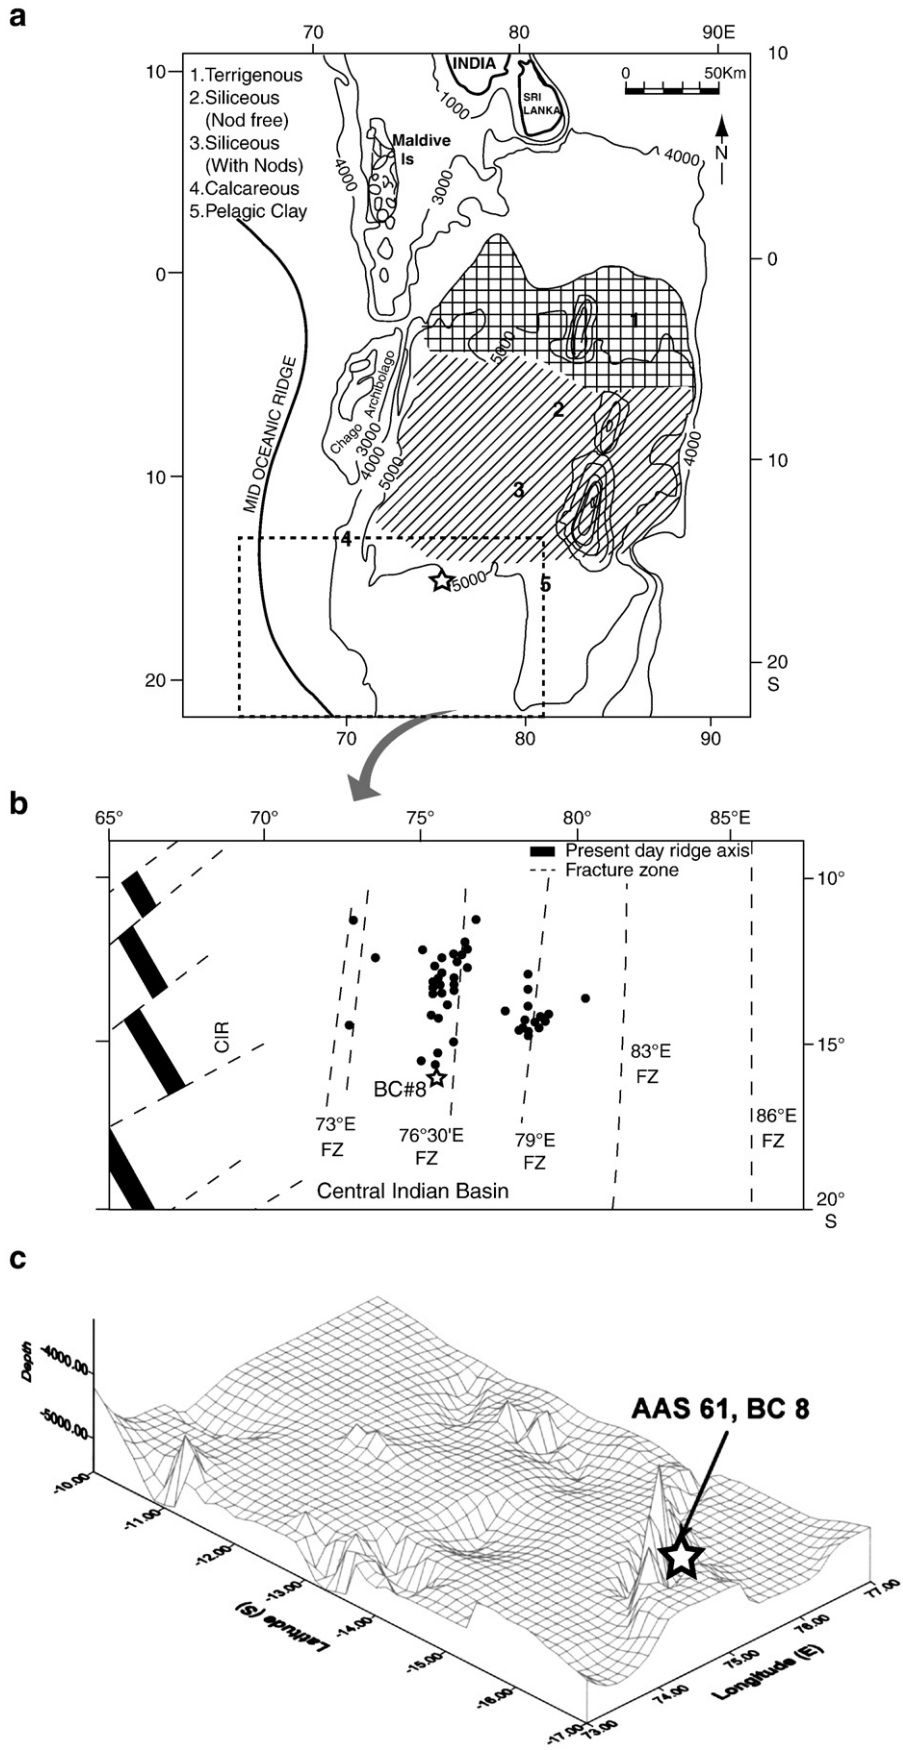 a
70
80
90E
10
10
1.Terrigenous
2.Siliceous
(Nod free)
3.Siliceous
(With Nods)
4.Calcareous
5.Pelagic Clay
INDIA
SRI
LANKA
0
50Km
N
1000
Maldive
Is
4000
3000
4000
0
0
1
5000
2
MID OCEANIC RIDGE
Chago Archibolago
3000
4000
5000
4000
10
10
3
4
5000
5
20
20
S
70
80
90
b
65°
70°
75°
80°
85°E
Present day ridge axis
Fracture zone
10°
CIR
15°
BC#8
83°E
FZ
73°E
FZ
76°30'E
FZ
79°E
FZ
86°E
FZ
Central Indian Basin
20°
S
c
Depth
-4000.00
-5000.00
AAS 61, BC 8
-10.00
-11.00
-12.00
-13.00
-14.00
-15.00
-16.00
-17.00
Latitude (S)
73.00
74.00
75.00
76.00
77.00
Longitude (E)